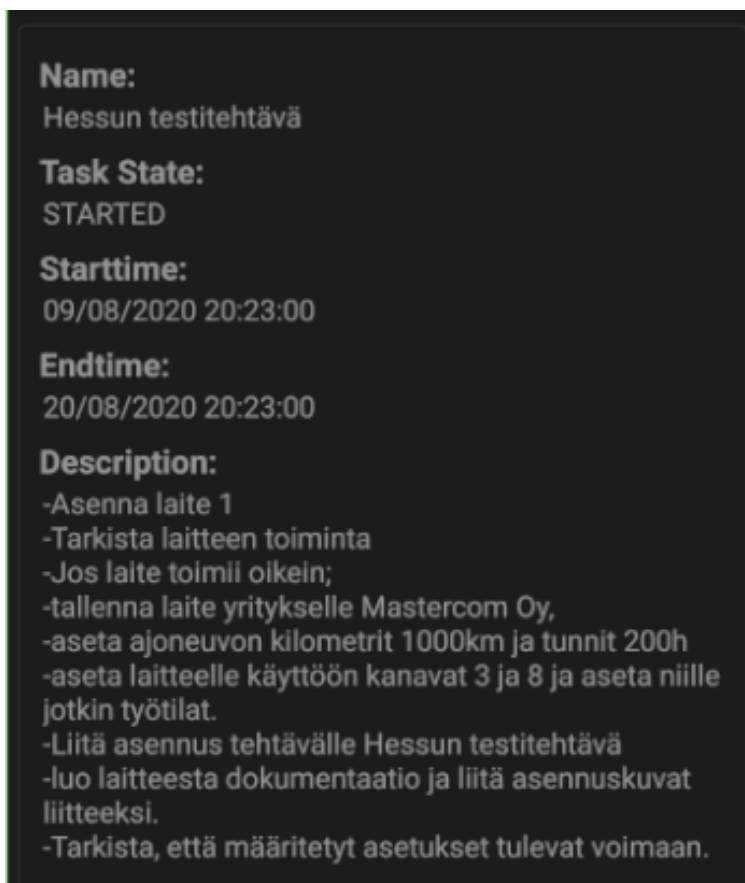 Name:
Hessun testitehtävä
Task State:
STARTED
Starttime:
09/08/2020 20:23:00
Endtime:
20/08/2020 20:23:00
Description:
-Asenna laite 1
-Tarkista laitteen toiminta
-Jos laite toimii oikein;
-tallenna laite yritykselle Mastercom Oy,
-aseta ajoneuvon kilometrit 1000km ja tunnit 200h
-aseta laitteelle käyttöön kanavat 3 ja 8 ja aseta niille
jotkin työtilat.
-Liitä asennus tehtävälle Hessun testitehtävä
-luo laitteesta dokumentaatio ja liitä asennuskuvat
liitteeksi.
-Tarkista, että määritetyt asetukset tulevat voimaan.